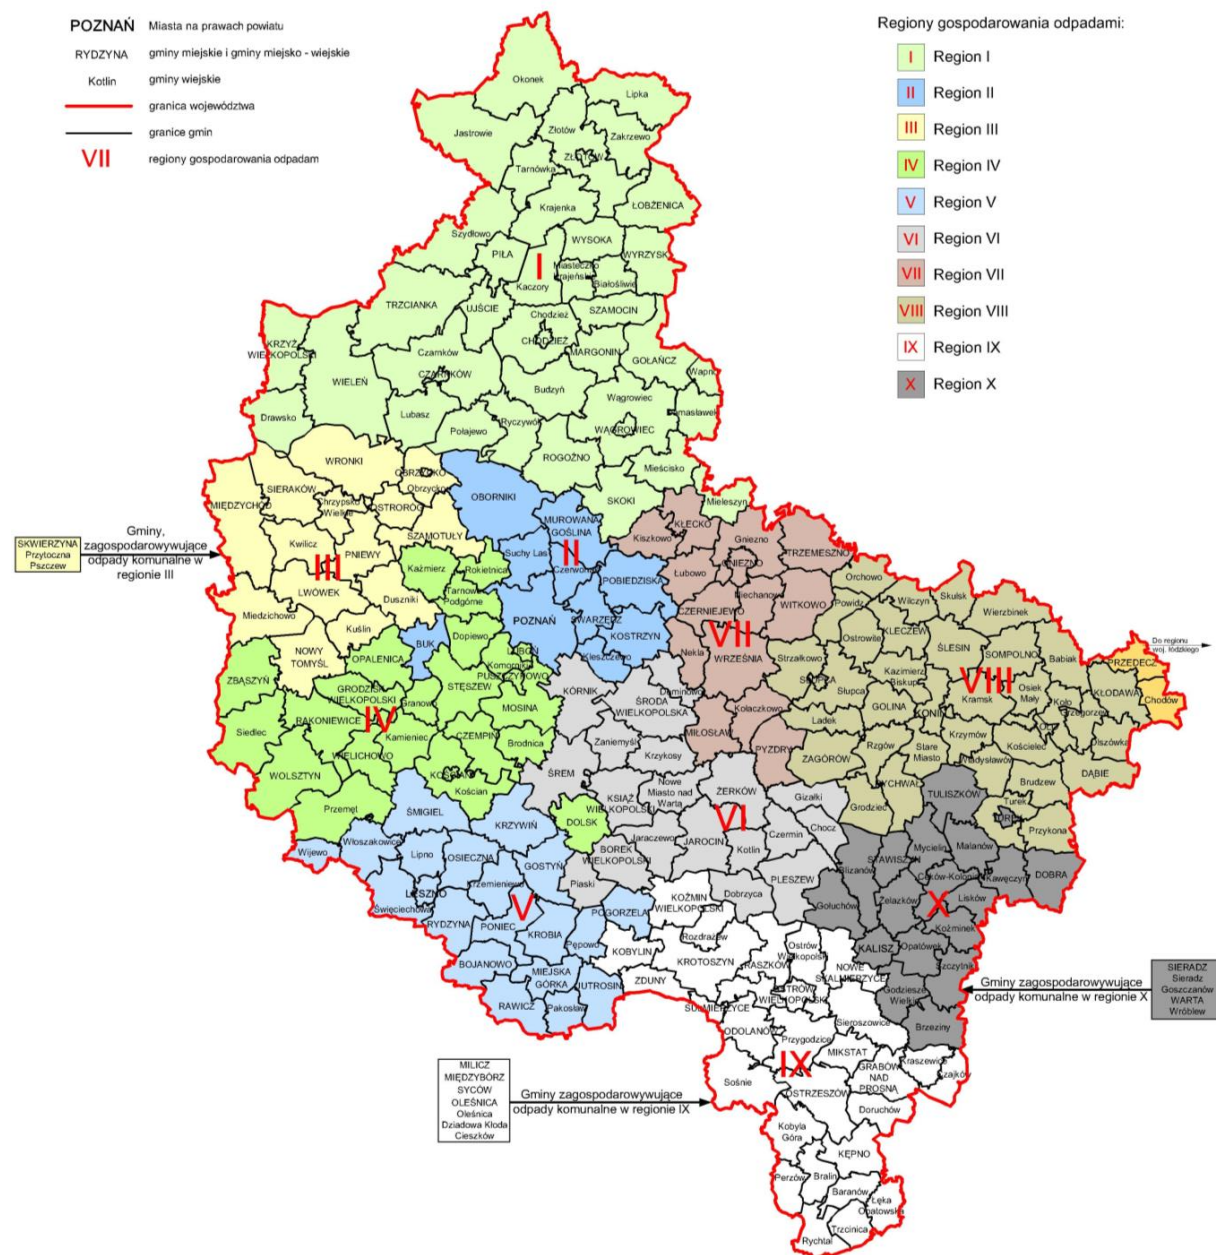 POZNAŃ Miasta na prawach powiatu
RYDZYNA gminy miejskie i gminy miejsko - wiejskie
Kotlin gminy wiejskie
granica województwa
granice gmin
VII regiony gospodarowania odpadam
Regiony gospodarowania odpadami:
I Region I
II Region II
III Region III
IV Region IV
V Region V
VI Region VI
VII Region VII
VIII Region VIII
IX Region IX
X Region X
Okonek
Lipka
Jastrowie
Złotów
Zakrzewo
ZŁOTÓW
Tarnówka
Krajenka
ŁOBŻENICA
Szydłowo
WYSOKA
PIŁA
WYRZYSK
I
Miasteczko
Krajeńskie
Białośliwie
Kaczory
TRZCIANKA
UJŚCIE
SZAMOCIN
Chodzież
CHODZIEŻ
KRZYŻ
WIELKOPOLSKI
MARGONIN
GOŁAŃCZ
Czarnków
CZARNKÓW
Wapno
WIELEŃ
Budzyń
Wągrowiec
Damasławek
Drawsko
Lubasz
Ryczywół
Połajewo
WĄGROWIEC
ROGOŹNO
Mieścisko
SKOKI
Mieleszyn
WRONKI
OBRZYCKO
Obrzycko
SIERAKÓW
MIĘDZYCHÓD
Chrzypsko
Wielkie
OSTRORÓG
OBORNIKI
MUROWANA
GOŚLINA
KŁECKO
Kiszkowo
Gniezno
GNIEZNO
TRZEMESZNO
Gminy,
zagospodarowywujące
odpady komunalne w
regionie III
SKWIERZYNA
Przytoczna
Pszczew
Kwilcz
PNIEWY
SZAMOTUŁY
III
Suchy Las
II
Czerwonak
Kaźmierz
Rokietnica
Łubowo
POBIEDZISKA
Niechanowo
WITKOWO
LWÓWEK
Duszniki
Tarnowo
Podgórne
Miedzichowo
Kuślin
POZNAŃ
SWARZĘDZ
CZERNIEJEWO
VII
BUK
Dopiewo
KOSTRZYN
NOWY
TOMYŚL
Kleszczewo
Nekla
WRZEŚNIA
OPALENICA
LUBOŃ
Komorniki
PUSZCZYKOWO
ZBĄSZYŃ
STĘSZEW
GRODZISK
WIELKOPOLSKI
Granowo
MOSINA
KÓRNIK
Dominowo
ŚRODA
WIELKOPOLSKA
Kołaczkowo
RAKONIEWICE
IV
Kamieniec
CZEMPIŃ
Brodnica
Zaniemyśl
Krzykosy
MIŁOSŁAW
PYZDRY
Siedlec
WIELICHOWO
WOLSZTYN
KOŚCIAN
Kościan
ŚREM
Przemęt
Orchowo
Skulsk
Wilczyn
Wierzbinek
Powidz
KLECZEW
Ostrowite
ŚLESIN
SOMPOLNO
Babiak
Strzałkowo
SŁUPCA
Słupca
Kazimierz
Biskupi
VIII
Kramsk
Osiek
Mały
Koło
KOŁO
Grzegorzew
KŁODAWA
PRZEDECZ
Chodów
Do regionu
woj. łódzkiego
GOLINA
KONIN
Krzymów
Kościelec
Olszówka
Lądek
Rzgów
Stare
Miasto
Władysławów
DĄBIE
ZAGÓRÓW
RYCHWAŁ
Brudzew
Grodziec
TULISZKÓW
Turek
TUREK
Przykona
Nowe
Miasto nad
Warta
ŻERKÓW
Gizałki
KSIĄŻ
WIELKOPOLSKI
VI
DOLSK
Jaraczewo
JAROCIN
Czermin
Chocz
Kotlin
BOREK
WIELKOPOLSKI
Piaski
Dobrzyca
PLESZEW
ŚMIGIEL
KRZYWIŃ
Wijewo
Włoszakowice
Lipno
OSIECZNA
GOSTYŃ
LESZNO
Krzemieniewo
Święciechowa
V
RYDZYNA
PONIEC
KROBIA
POGORZELA
Pępowo
BOJANOWO
MIEJSKA
GÓRKA
JUTROSIN
RAWICZ
Pakosław
STAWISZYN
Mycielin
Malanów
Blizanów
Ceków-Kolonia
Kawęczyn
DOBRA
Gołuchów
Żelazków
X
Lisków
Koźminek
KALISZ
Opatówek
Szczytniki
Godziesze
Wielkie
Brzeziny
Gminy zagospodarowywujące
odpady komunalne w regionie X
SIERADZ
Sieradz
Goszczanów
WARTA
Wróblew
KOŹMIN
WIELKOPOLSKI
Rozdrażew
KOBYLIN
KROTOSZYN
Ostrów
Wielkopolski
RASZKÓW
NOWE
SKALMIERZYCE
ZDUNY
OSTRÓW
WIELKOPOLSKI
SULMIERZYCE
ODOLANÓW
Sieroszowice
Przygodzice
MIKSTAT
IX
Kraszewice
Czajków
GRABÓW
NAD
PROSNĄ
Sośnie
OSTRZESZÓW
Doruchów
Kobyla
Góra
KĘPNO
Perzów
Bralin
Baranów
Łęka
Opatowska
Trzcinica
Rychtal
MILICZ
MIĘDZYBÓRZ
SYCÓW
OLEŚNICA
Oleśnica
Dziadowa Kłoda
Cieszków
Gminy zagospodarowywujące
odpady komunalne w regionie IX